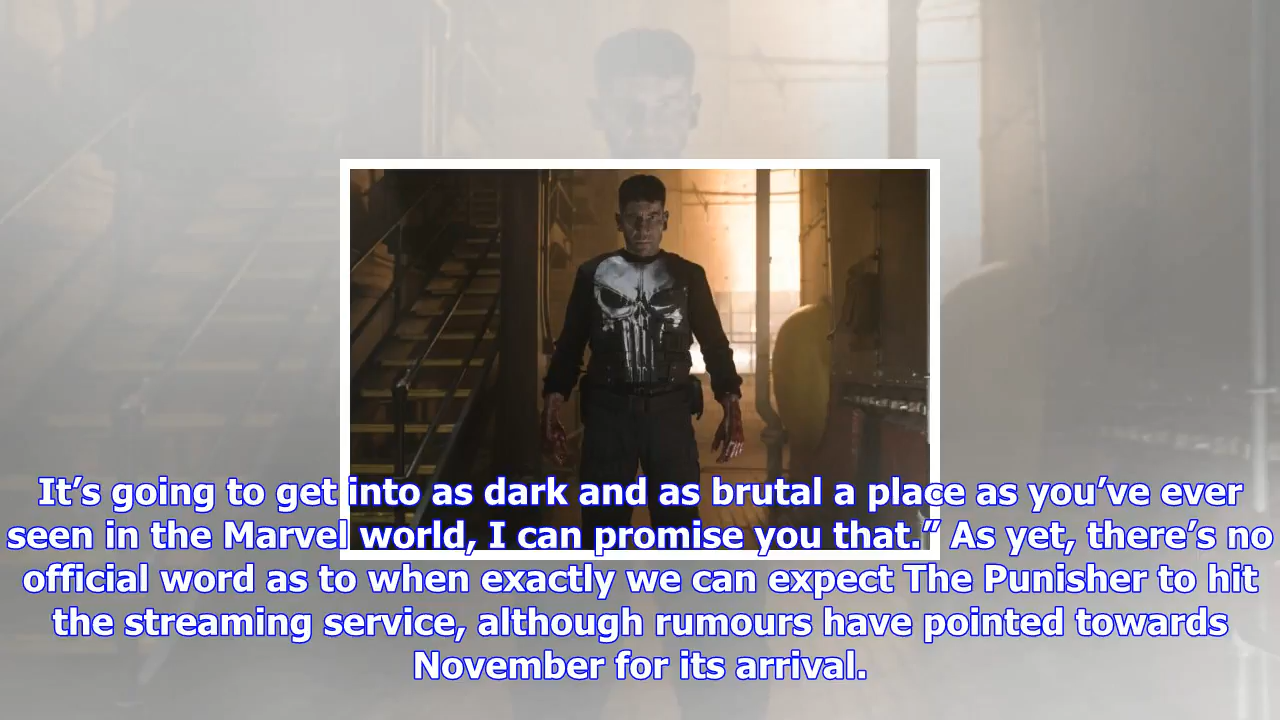 It’s going to get into as dark and as brutal a place as you’ve ever
seen in the Marvel world, I can promise you that.” As yet, there’s no
official word as to when exactly we can expect The Punisher to hit
the streaming service, although rumours have pointed towards
November for its arrival.